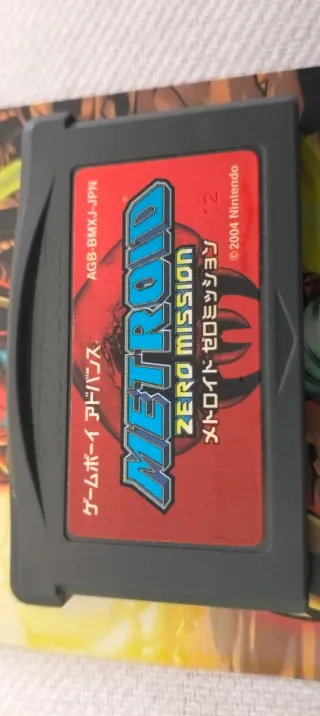 ゲームボーイ アドバンス AGB-BMXJ-JPN
METROID
ZERO MISSION
メトロイド ゼロミッション
12
©2004 Nintendo